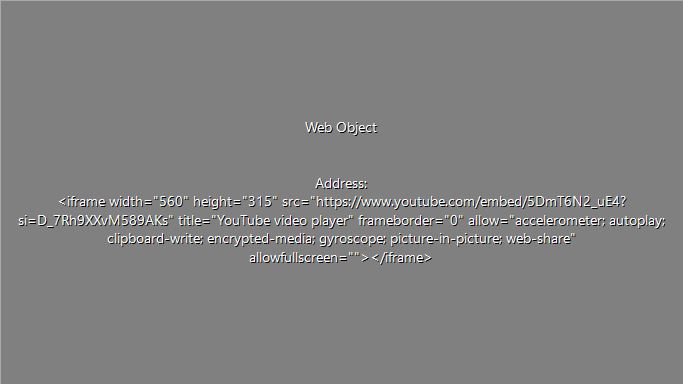 Web Object
Address:
<iframe width="560" height="315" src="https://www.youtube.com/embed/5DmT6N2_uE4?
si=D_7Rh9XXvM589AKs" title="YouTube video player" frameborder="0" allow="accelerometer; autoplay;
clipboard-write; encrypted-media; gyroscope; picture-in-picture; web-share"
allowfullscreen=""></iframe>